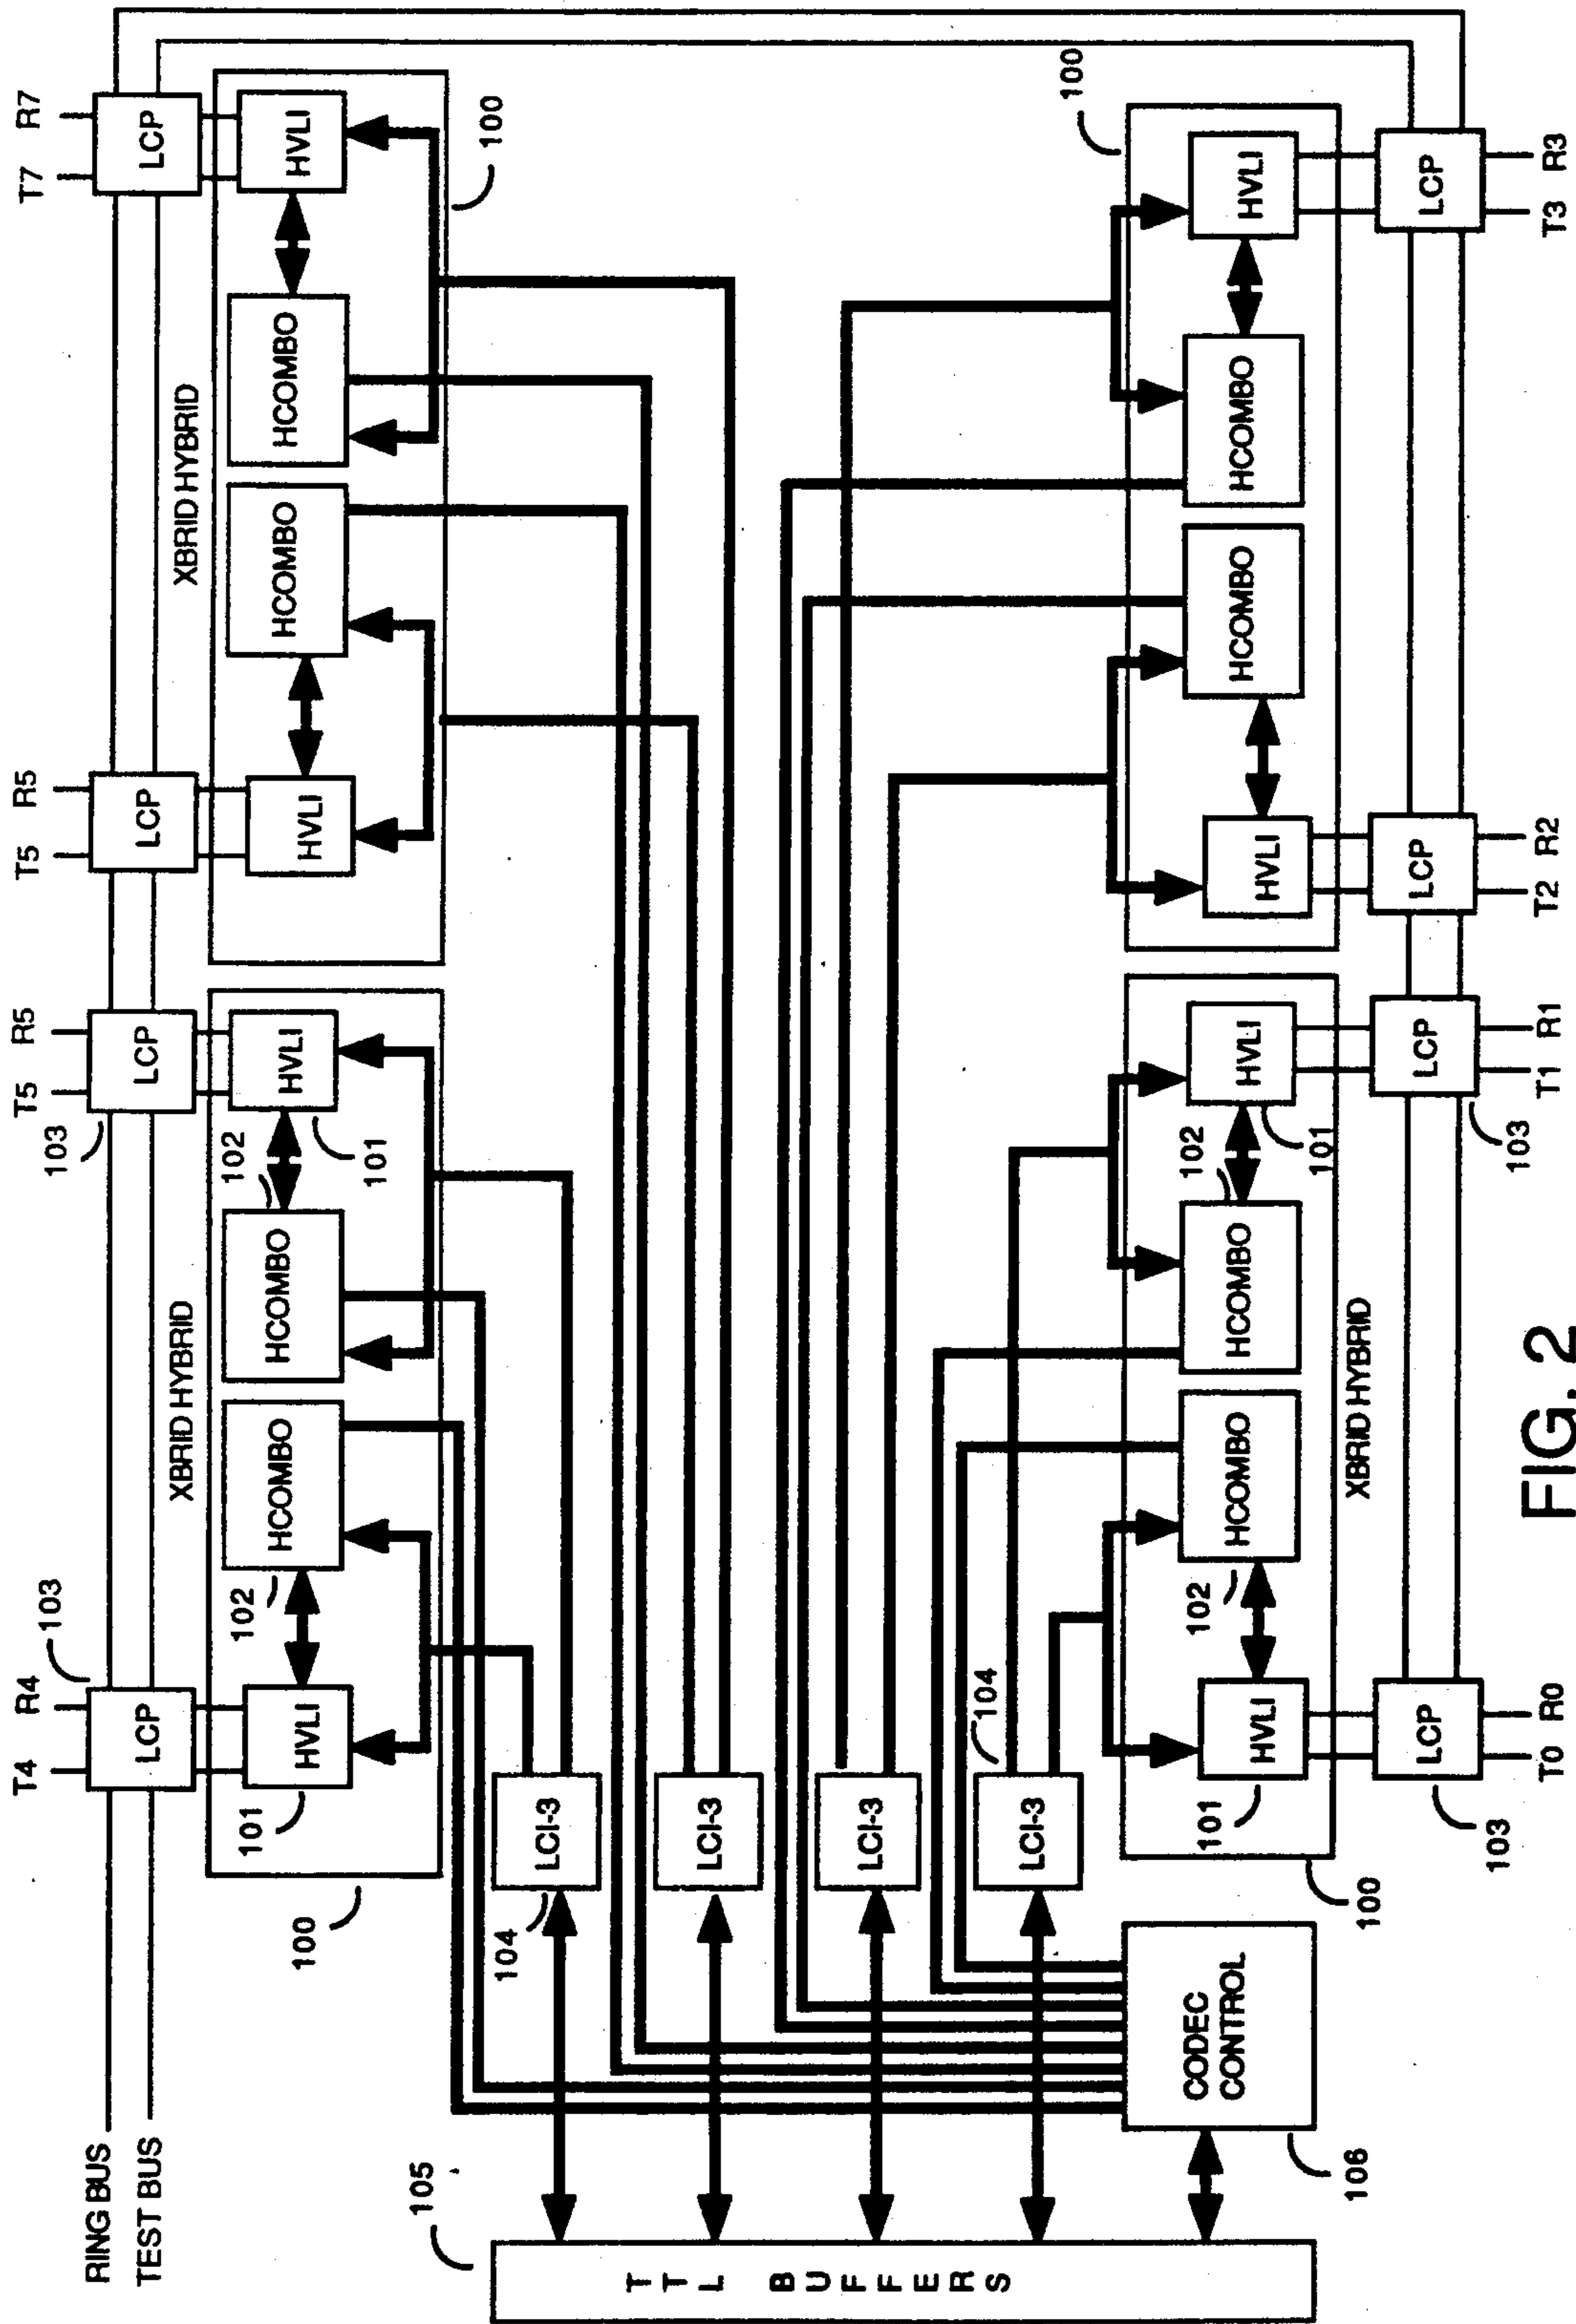 RING BUS
TEST BUS
T4 R4
103
T5 R5
103
T5 R5
T7 R7
LCP
LCP
LCP
LCP
XBRID HYBRID
XBRID HYBRID
HVLI
HCOMBO
HCOMBO
HVLI
HVLI
HCOMBO
HCOMBO
HVLI
101
102
102
101
100
100
105
104
LCI-3
LCI-3
LCI-3
LCI-3
104
TTL BUFFERS
CODEC
CONTROL
106
100
HVLI
HCOMBO
HCOMBO
HVLI
HVLI
HCOMBO
HCOMBO
HVLI
101
102
102
101
100
XBRID HYBRID
LCP
LCP
LCP
LCP
103
103
T0 R0
T1 R1
T2 R2
T3 R3
FIG. 2